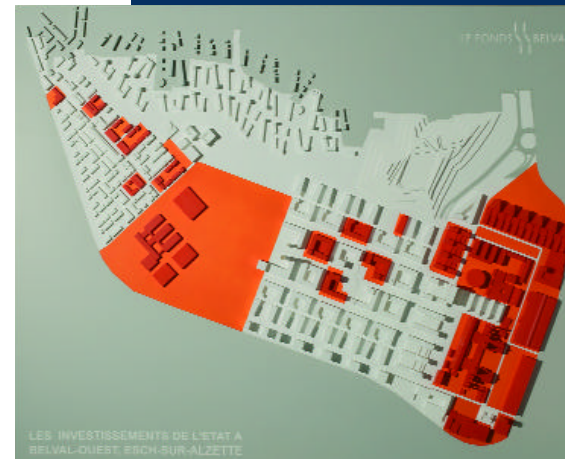 LE FONDS BELVAL
LES INVESTISSEMENTS DE L'ETAT A
BELVAL-OUEST, ESCH-SUR-ALZETTE